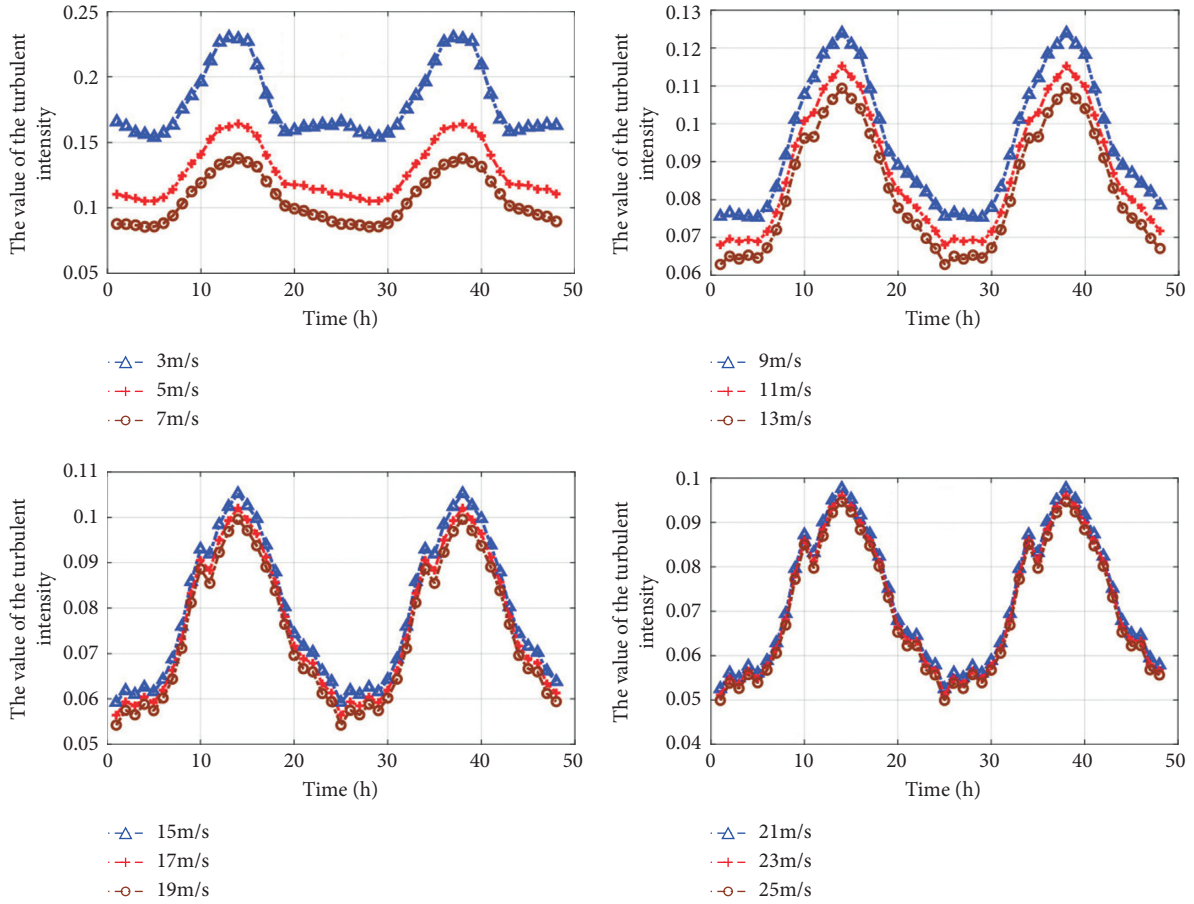 The value of the turbulent
intensity
0.25
0.2
0.15
0.1
0.05
0
10
20
30
40
50
Time (h)
3m/s
5m/s
7m/s
The value of the turbulent
intensity
0.13
0.12
0.11
0.1
0.09
0.08
0.07
0.06
0
10
20
30
40
50
Time (h)
9m/s
11m/s
13m/s
The value of the turbulent
intensity
0.11
0.1
0.09
0.08
0.07
0.06
0.05
0
10
20
30
40
50
Time (h)
15m/s
17m/s
19m/s
The value of the turbulent
intensity
0.1
0.09
0.08
0.07
0.06
0.05
0.04
0
10
20
30
40
50
Time (h)
21m/s
23m/s
25m/s